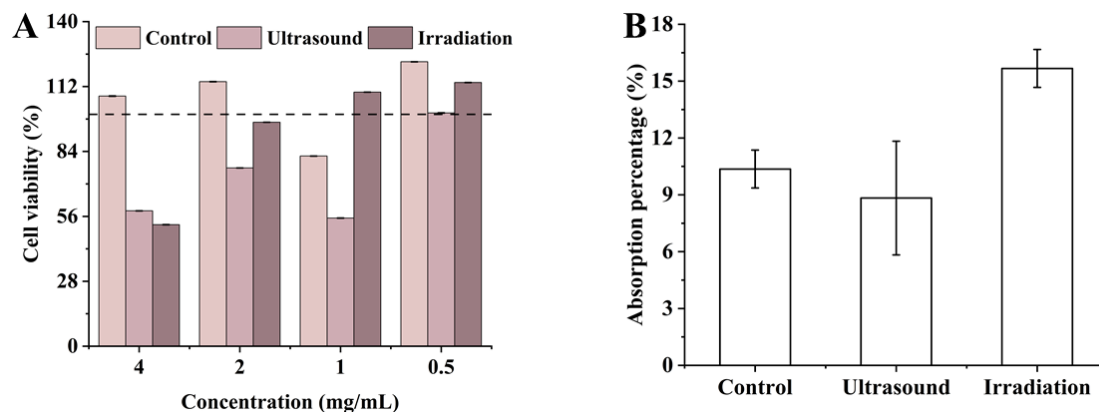 A
Cell viability (%)
140
112
84
56
28
0
Control
Ultrasound
Irradiation
4
2
1
0.5
Concentration (mg/mL)
B
Absorption percentage (%)
18
15
12
9
6
3
0
Control
Ultrasound
Irradiation